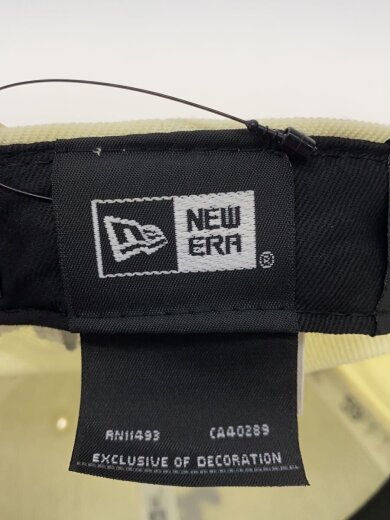 NEW
ERA
®
RN11493 CA40289
EXCLUSIVE OF DECORATION